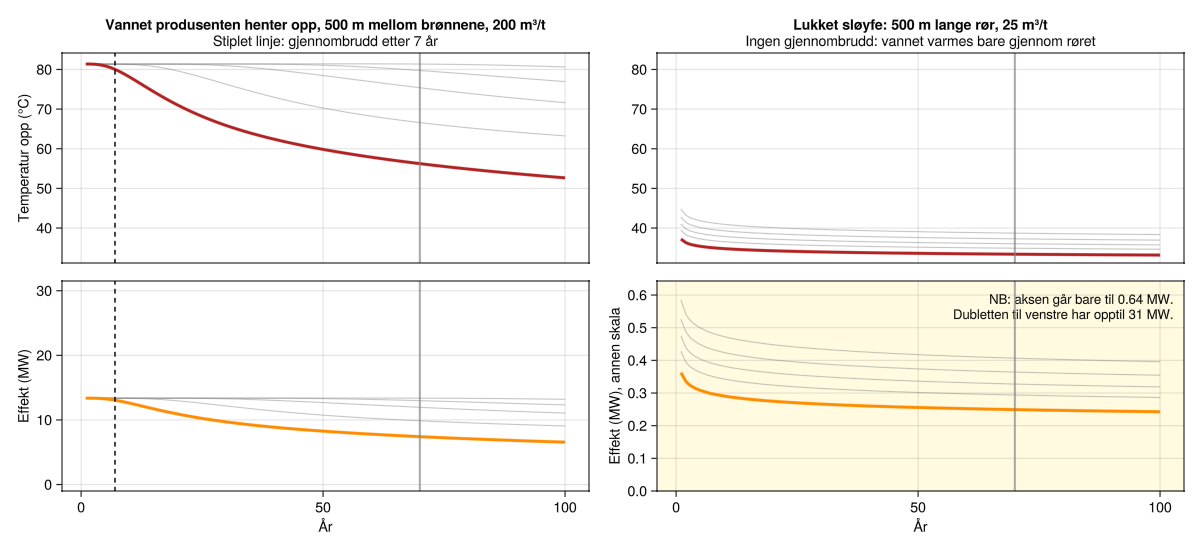 Vannet produsenten henter opp, 500 m mellom brønnene, 200 m³/t
Stiplet linje: gjennombrudd etter 7 år
Temperatur opp (°C)
80
70
60
50
40
Lukket sløyfe: 500 m lange rør, 25 m³/t
Ingen gjennombrudd: vannet varmes bare gjennom røret
80
70
60
50
40
Effekt (MW)
30
20
10
0
0
50
100
År
Effekt (MW), annen skala
0.6
0.5
0.4
0.3
0.2
0.1
0.0
NB: aksen går bare til 0.64 MW.
Dubletten til venstre har opptil 31 MW.
0
50
100
År